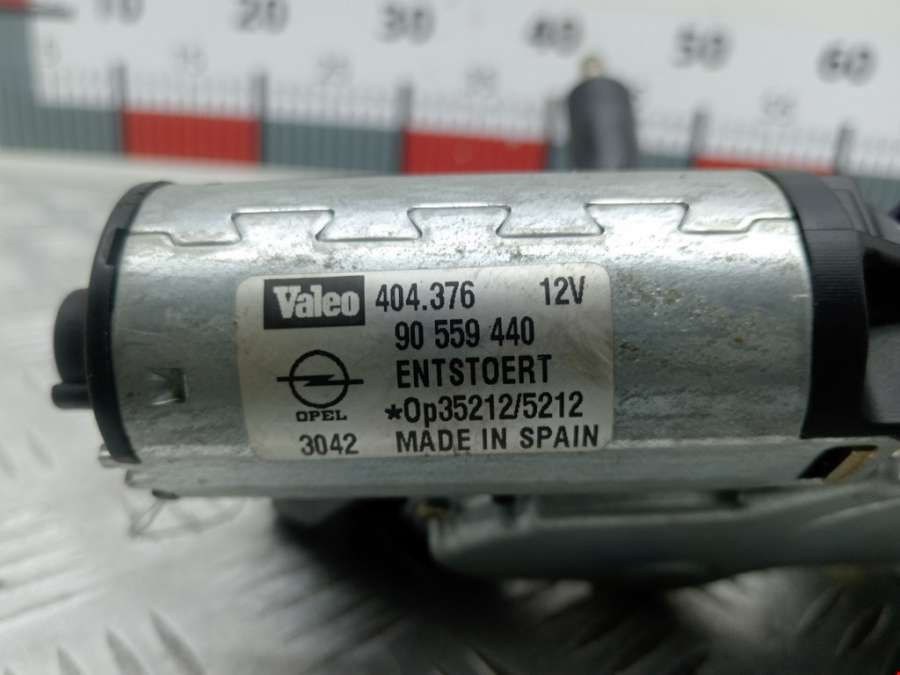 10 20 30 40 50 60
Valeo 404.376 12V
90 559 440
ENTSTOERT
OPEL *Op35212/5212
3042 MADE IN SPAIN